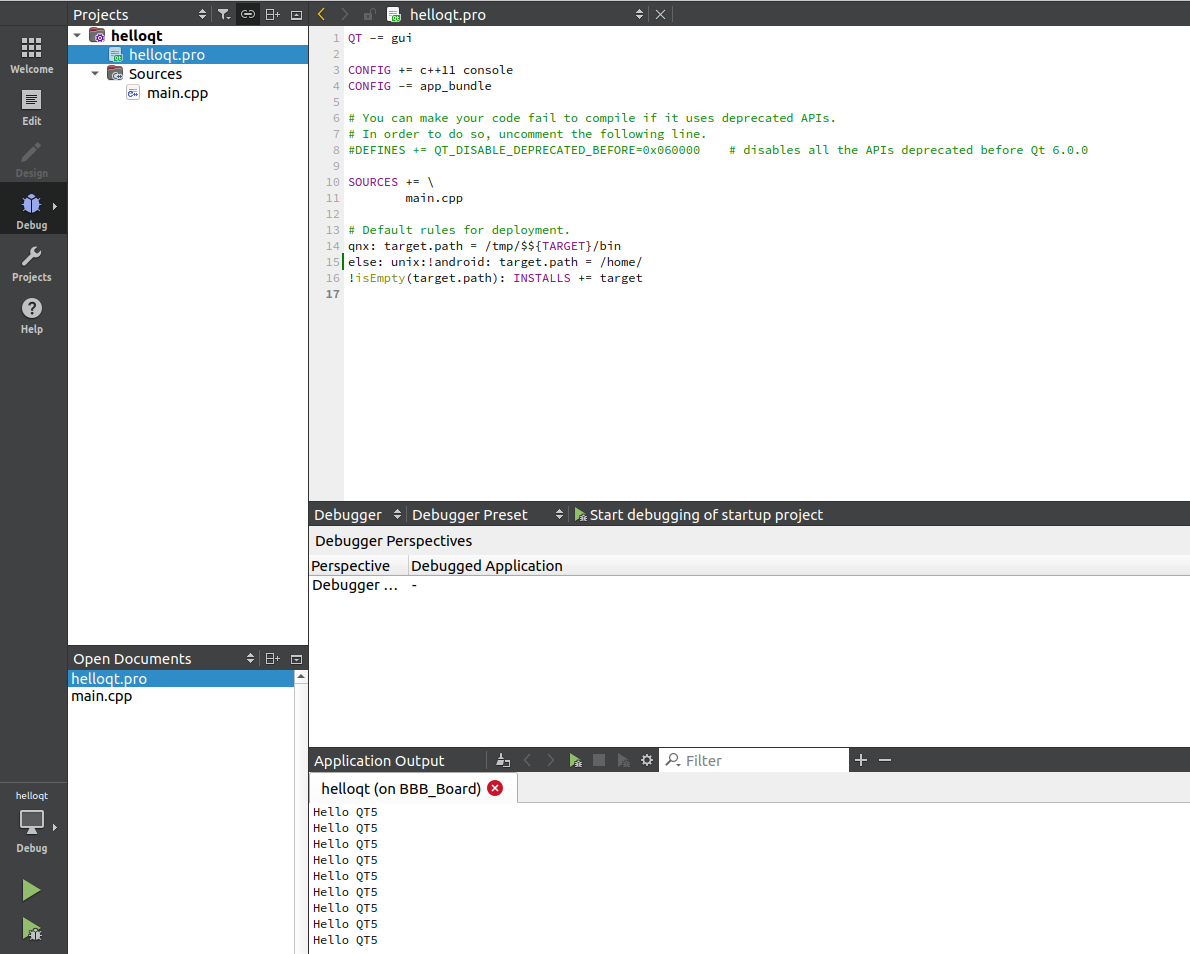 Projects
helloqt.pro
Welcome
Edit
Design
Debug
Projects
Help
helloqt
helloqt.pro
Sources
main.cpp
1 QT -= gui
2
3 CONFIG += c++11 console
4 CONFIG -= app_bundle
5
6 # You can make your code fail to compile if it uses deprecated APIs.
7 # In order to do so, uncomment the following line.
8 #DEFINES += QT_DISABLE_DEPRECATED_BEFORE=0x060000    # disables all the APIs deprecated before Qt 6.0.0
9
10 SOURCES += \
11         main.cpp
12
13 # Default rules for deployment.
14 qnx: target.path = /tmp/$${TARGET}/bin
15 else: unix:!android: target.path = /home/
16 !isEmpty(target.path): INSTALLS += target
17
Debugger
Debugger Preset
Start debugging of startup project
Debugger Perspectives
Perspective
Debugged Application
Debugger ...
-
Open Documents
helloqt.pro
main.cpp
Application Output
Filter
helloqt (on BBB_Board)
Hello QT5
Hello QT5
Hello QT5
Hello QT5
Hello QT5
Hello QT5
Hello QT5
Hello QT5
Hello QT5
helloqt
Debug